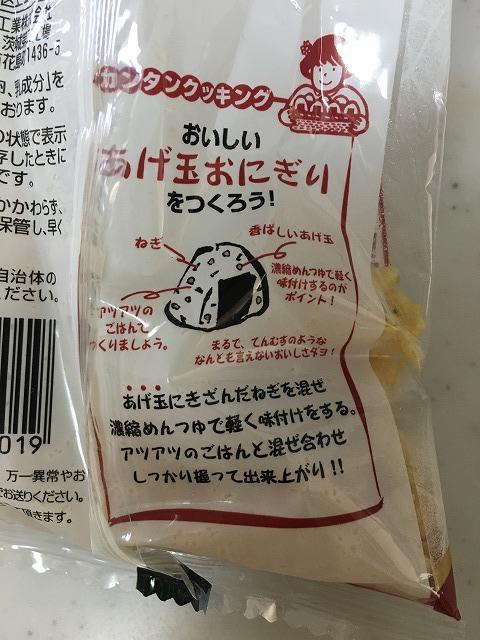 工業株式会社
茨城
花島1436-5
、乳成分」を
おります。
の状態で表示
存したときに
です。
かかわらず、
保管し、早く
自治体の
ださい。
019
万一異常やお
でお送りください。
て頂きます。
カンタンクッキング
おいしい
あげ玉おにぎり
をつくろう!
ねぎ
香ばしいあげ玉
濃縮めんつゆで軽く
味付けするのが
ポイント!
アツアツの
ごはんで
つくりましょう。
まるで、てんむすのような
なんとも言えないおいしさダヨ!
あげ玉にきざんだねぎを混ぜ
濃縮めんつゆで軽く味付けをする。
アツアツのごはんと混ぜ合わせ
しっかり握って出来上がり!!